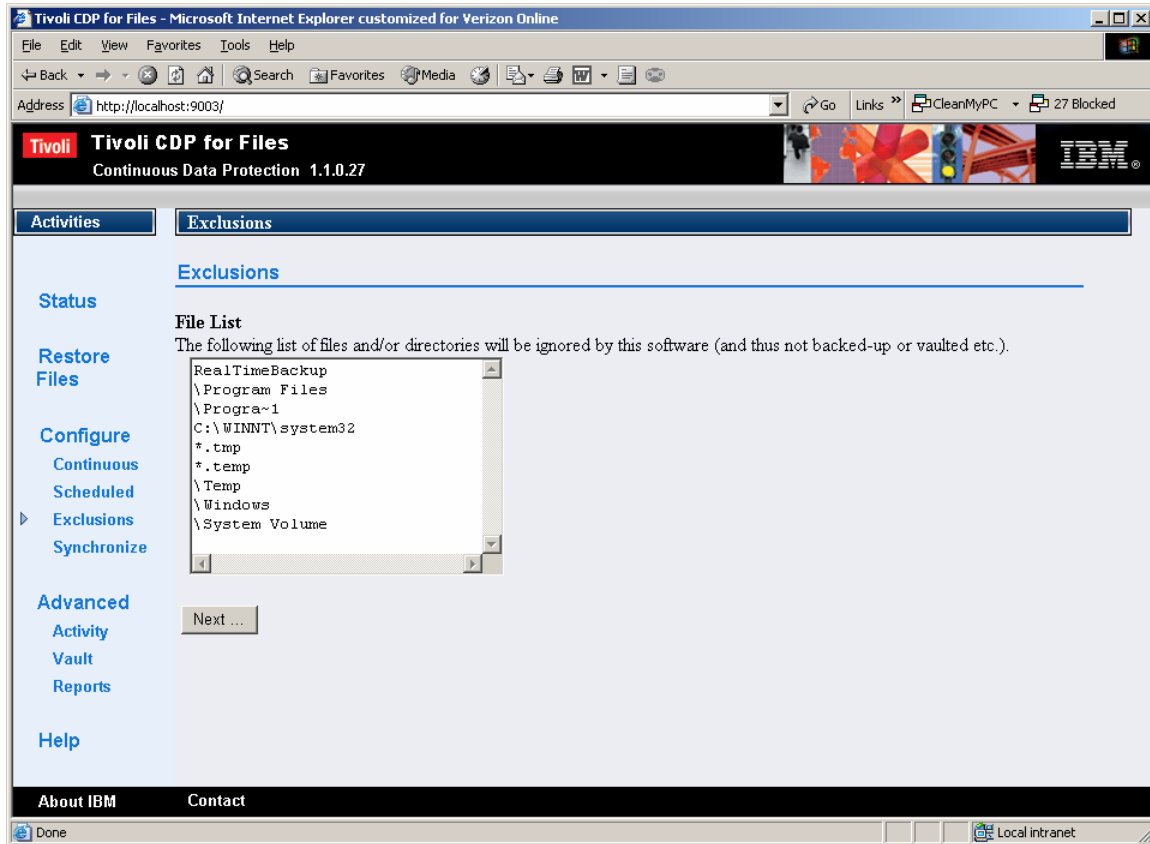 Tivoli CDP for Files - Microsoft Internet Explorer customized for Verizon Online
File Edit View Favorites Tools Help
Back Search Favorites Media
Address http://localhost:9003/ Go Links » CleanMyPC 27 Blocked
Tivoli Tivoli CDP for Files
Continuous Data Protection 1.1.0.27
IBM®
Activities
Exclusions
Exclusions
Status
Restore
Files
Configure
Continuous
Scheduled
Exclusions
Synchronize
Advanced
Activity
Vault
Reports
Help
File List
The following list of files and/or directories will be ignored by this software (and thus not backed-up or vaulted etc.).
RealTimeBackup
\Program Files
\Progra~1
C:\WINNT\system32
*.tmp
*.temp
\Temp
\Windows
\System Volume
Next ...
About IBM Contact
Done Local intranet